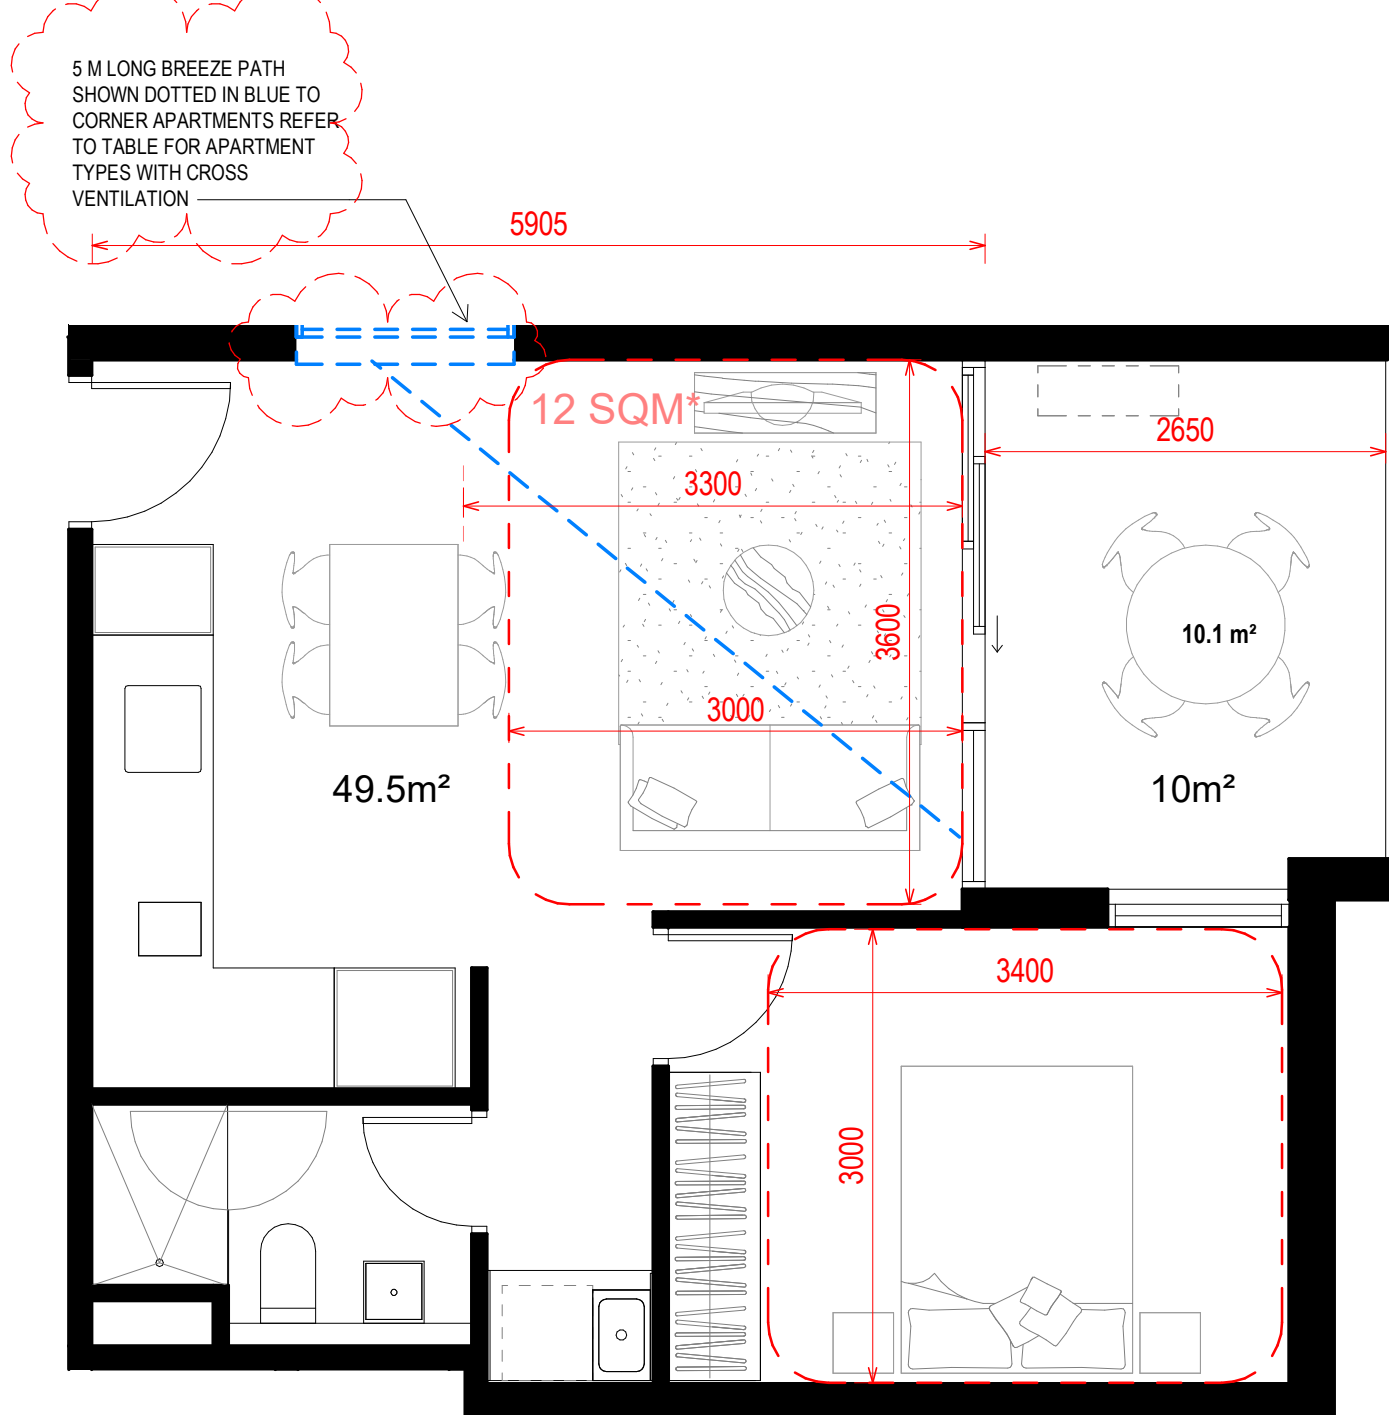 5 M LONG BREEZE PATH
SHOWN DOTTED IN BLUE TO
CORNER APARTMENTS REFER
TO TABLE FOR APARTMENT
TYPES WITH CROSS
VENTILATION
5905
12 SQM*
2650
3300
3600
10.1 m²
3000
49.5m²
10m²
3400
3000